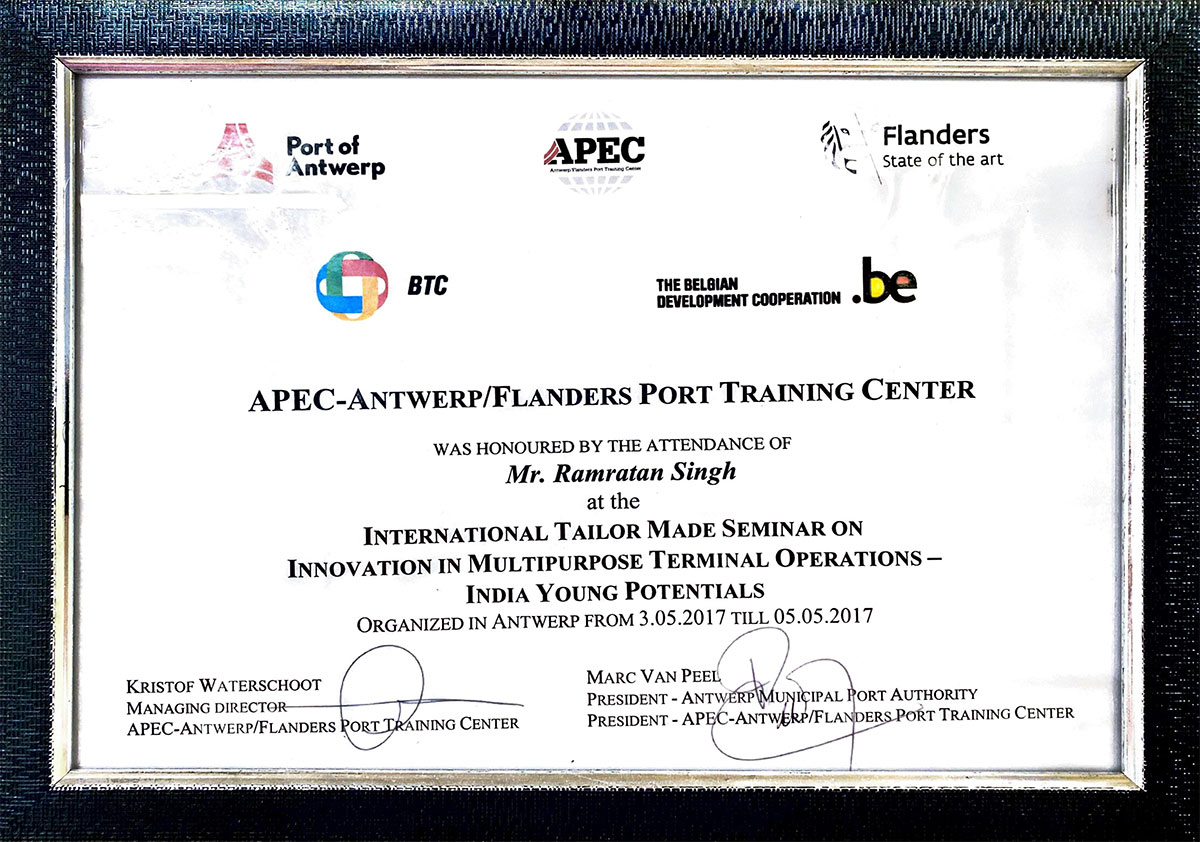 Port of
Antwerp
APEC
Antwerp/Flanders Port Training Center
Flanders
State of the art
BTC
THE BELGIAN
DEVELOPMENT COOPERATION .be
APEC-ANTWERP/FLANDERS PORT TRAINING CENTER
WAS HONOURED BY THE ATTENDANCE OF
Mr. Ramratan Singh
at the
INTERNATIONAL TAILOR MADE SEMINAR ON
INNOVATION IN MULTIPURPOSE TERMINAL OPERATIONS –
INDIA YOUNG POTENTIALS
ORGANIZED IN ANTWERP FROM 3.05.2017 TILL 05.05.2017
KRISTOF WATERSCHOOT
MANAGING DIRECTOR
APEC-ANTWERP/FLANDERS PORT TRAINING CENTER
MARC VAN PEEL
PRESIDENT - ANTWERP MUNICIPAL PORT AUTHORITY
PRESIDENT - APEC-ANTWERP/FLANDERS PORT TRAINING CENTER